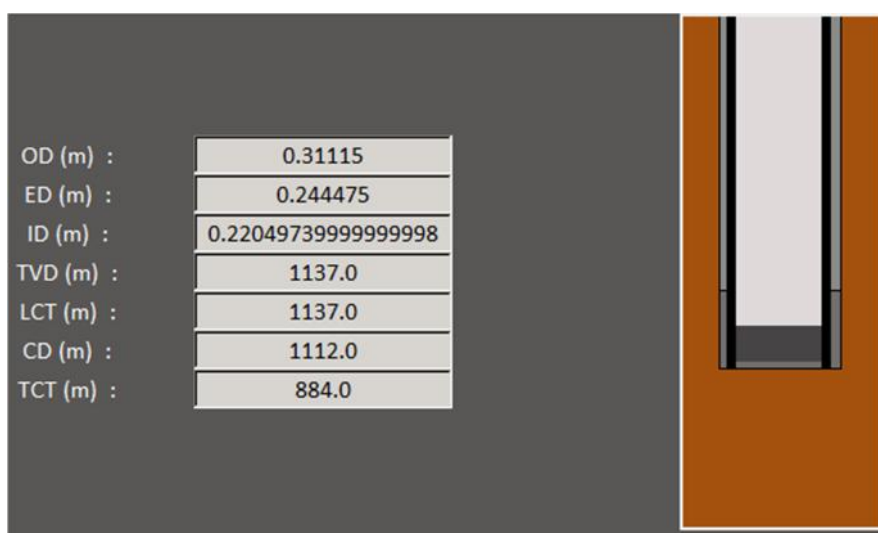 OD (m) : 0.31115
ED (m) : 0.244475
ID (m) : 0.22049739999999998
TVD (m) : 1137.0
LCT (m) : 1137.0
CD (m) : 1112.0
TCT (m) : 884.0